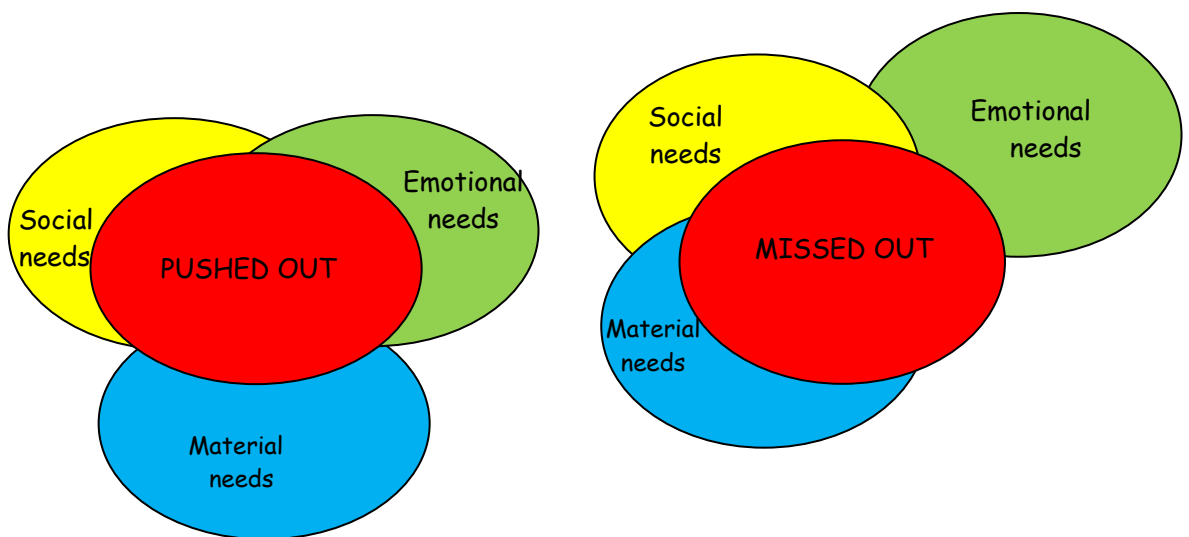 Social
needs
Emotional
needs
PUSHED OUT
Material
needs
Social
needs
Emotional
needs
MISSED OUT
Material
needs